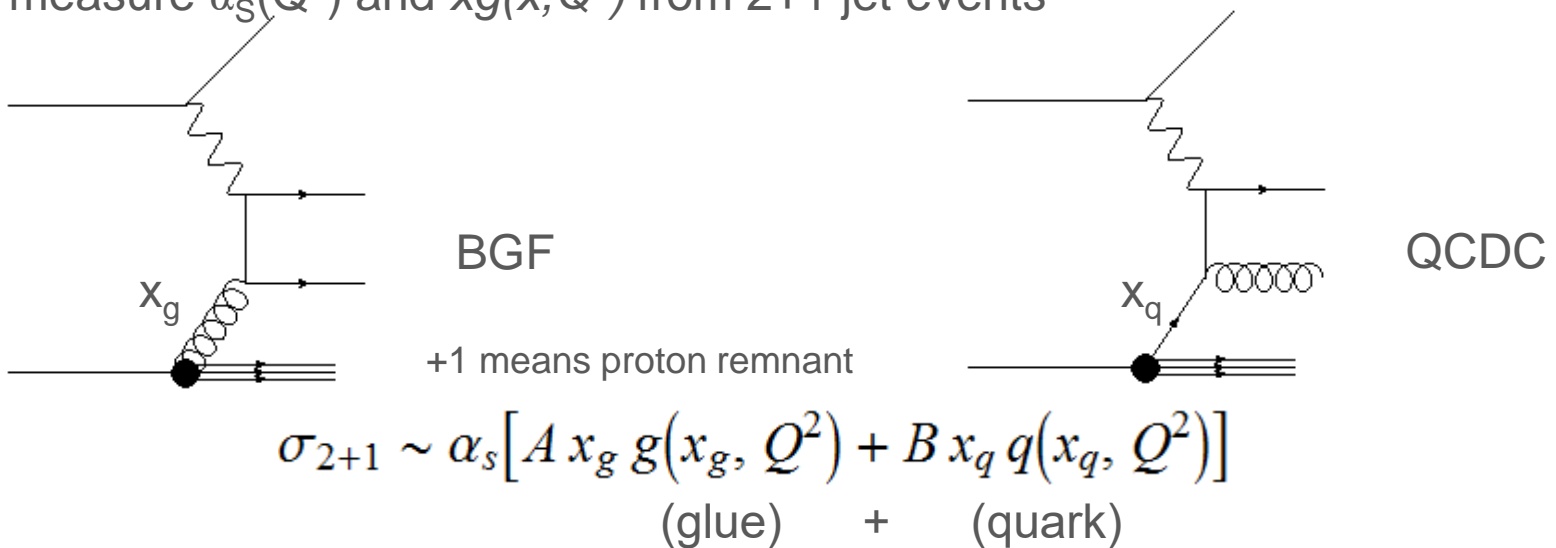 measure αS(Q²) and xg(x,Q²) from 2+1 jet events
BGF
QCDC
xg
xq
+1 means proton remnant
σ2+1 ~ αs[A xg g(xg, Q²) + B xq q(xq, Q²)]
(glue) + (quark)